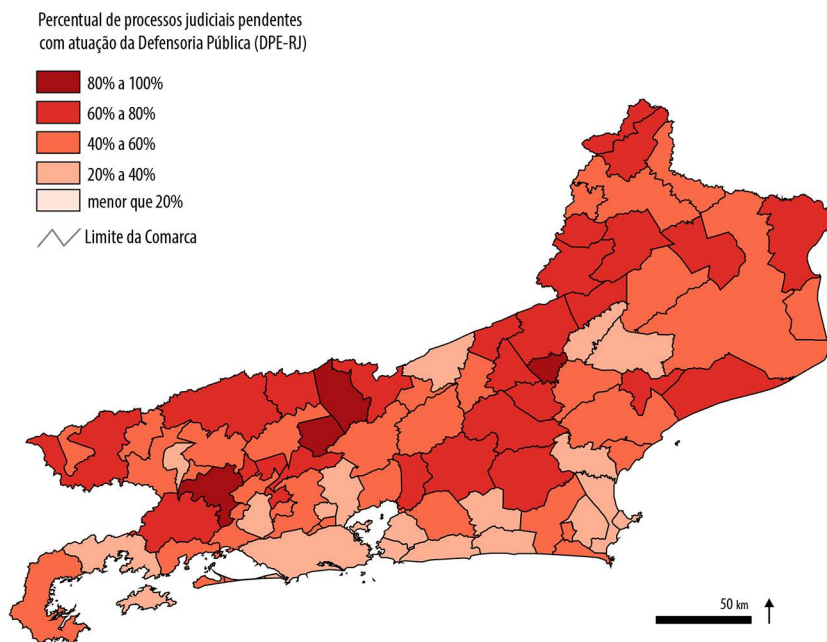 Percentual de processos judiciais pendentes
com atuação da Defensoria Pública (DPE-RJ)
80% a 100%
60% a 80%
40% a 60%
20% a 40%
menor que 20%
Limite da Comarca
50 km